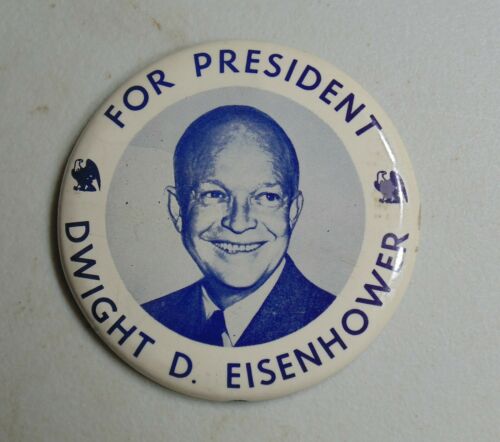 FOR PRESIDENT
DWIGHT D. EISENHOWER